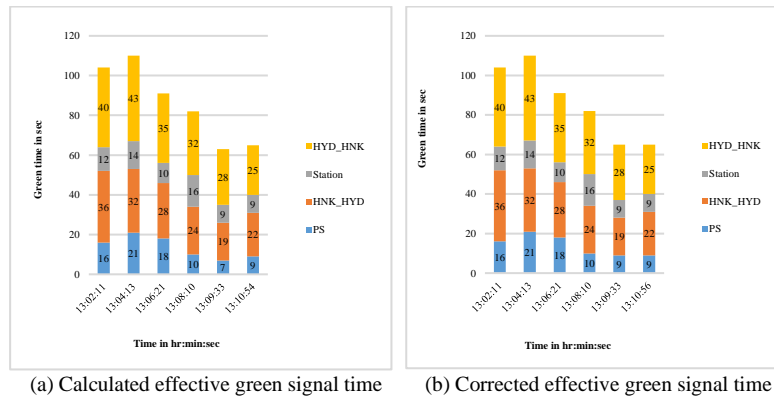 120
100
80
60
40
20
0
Green time in sec
40 43 35 32 28 25
12 14 10 16 9 9
36 32 28 24 19 22
16 21 18 10 7 9
13:02:11 13:04:13 13:06:21 13:08:10 13:09:33 13:10:54
Time in hr:min:sec
HYD_HNK
Station
HNK_HYD
PS
(a) Calculated effective green signal time
120
100
80
60
40
20
0
Green time in sec
40 43 35 32 28 25
12 14 10 16 9 9
36 32 28 24 19 22
16 21 18 10 9 9
13:02:11 13:04:13 13:06:21 13:08:10 13:09:33 13:10:56
Time in hr:min:sec
HYD_HNK
Station
HNK_HYD
PS
(b) Corrected effective green signal time